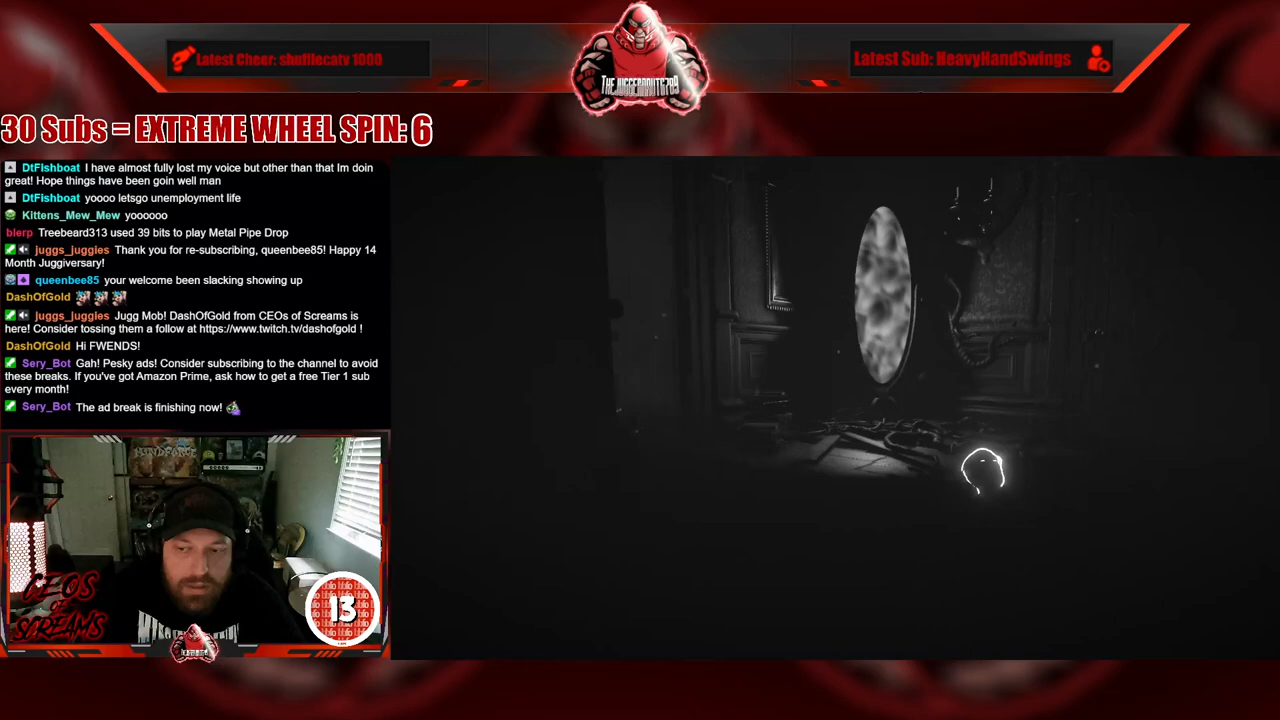 Latest Cheer: shufflecatv 1000
THEJUGGERNAUT6789
Latest Sub: HeavyHandSwings
30 Subs = EXTREME WHEEL SPIN: 6
DtFishboat I have almost fully lost my voice but other than that Im doin
great! Hope things have been goin well man
DtFishboat yoooo letsgo unemployment life
Kittens_Mew_Mew yoooooo
blerp Treebeard313 used 39 bits to play Metal Pipe Drop
juggs_juggies Thank you for re-subscribing, queenbee85! Happy 14
Month Juggiversary!
queenbee85 your welcome been slacking showing up
DashOfGold
juggs_juggies Jugg Mob! DashOfGold from CEOs of Screams is
here! Consider tossing them a follow at https://www.twitch.tv/dashofgold !
DashOfGold Hi FWENDS!
Sery_Bot Gah! Pesky ads! Consider subscribing to the channel to avoid
these breaks. If you've got Amazon Prime, ask how to get a free Tier 1 sub
every month!
Sery_Bot The ad break is finishing now!
MINDFORCE
CEOS
OF
SCREAMS
13